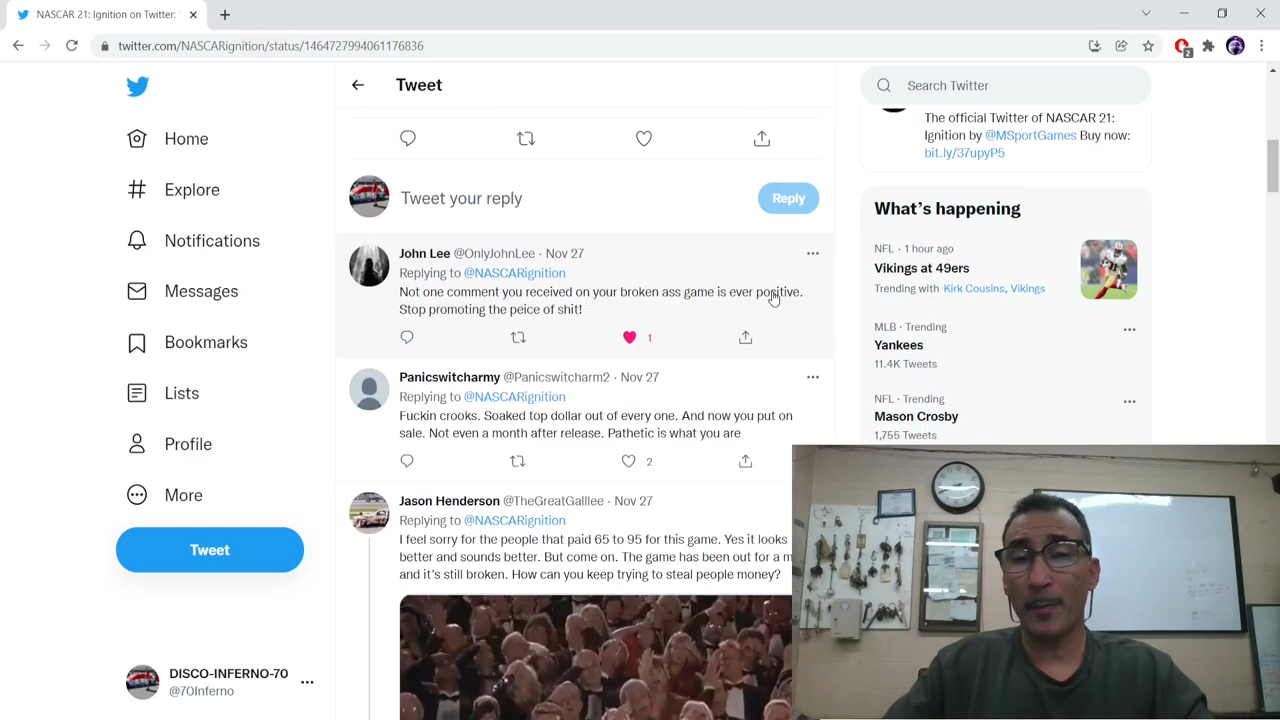 NASCAR 21: Ignition on Twitter:
twitter.com/NASCARignition/status/1464727994061176836
2
Home
Explore
Notifications
Messages
Bookmarks
Lists
Profile
More
Tweet
DISCO-INFERNO-70
@70Inferno
Tweet
Tweet your reply
Reply
John Lee @OnlyJohnLee · Nov 27
Replying to @NASCARignition
Not one comment you received on your broken ass game is ever positive.
Stop promoting the peice of shit!
1
Panicswitcharmy @Panicswitcharm2 · Nov 27
Replying to @NASCARignition
Fuckin crooks. Soaked top dollar out of every one. And now you put on
sale. Not even a month after release. Pathetic is what you are
2
Jason Henderson @TheGreatGalllee · Nov 27
Replying to @NASCARignition
I feel sorry for the people that paid 65 to 95 for this game. Yes it looks
better and sounds better. But come on. The game has been out for a m
and it's still broken. How can you keep trying to steal people money?
Search Twitter
The official Twitter of NASCAR 21:
Ignition by @MSportGames Buy now:
bit.ly/37upyP5
What's happening
NFL · 1 hour ago
Vikings at 49ers
Trending with Kirk Cousins, Vikings
MLB · Trending
Yankees
11.4K Tweets
NFL · Trending
Mason Crosby
1,755 Tweets